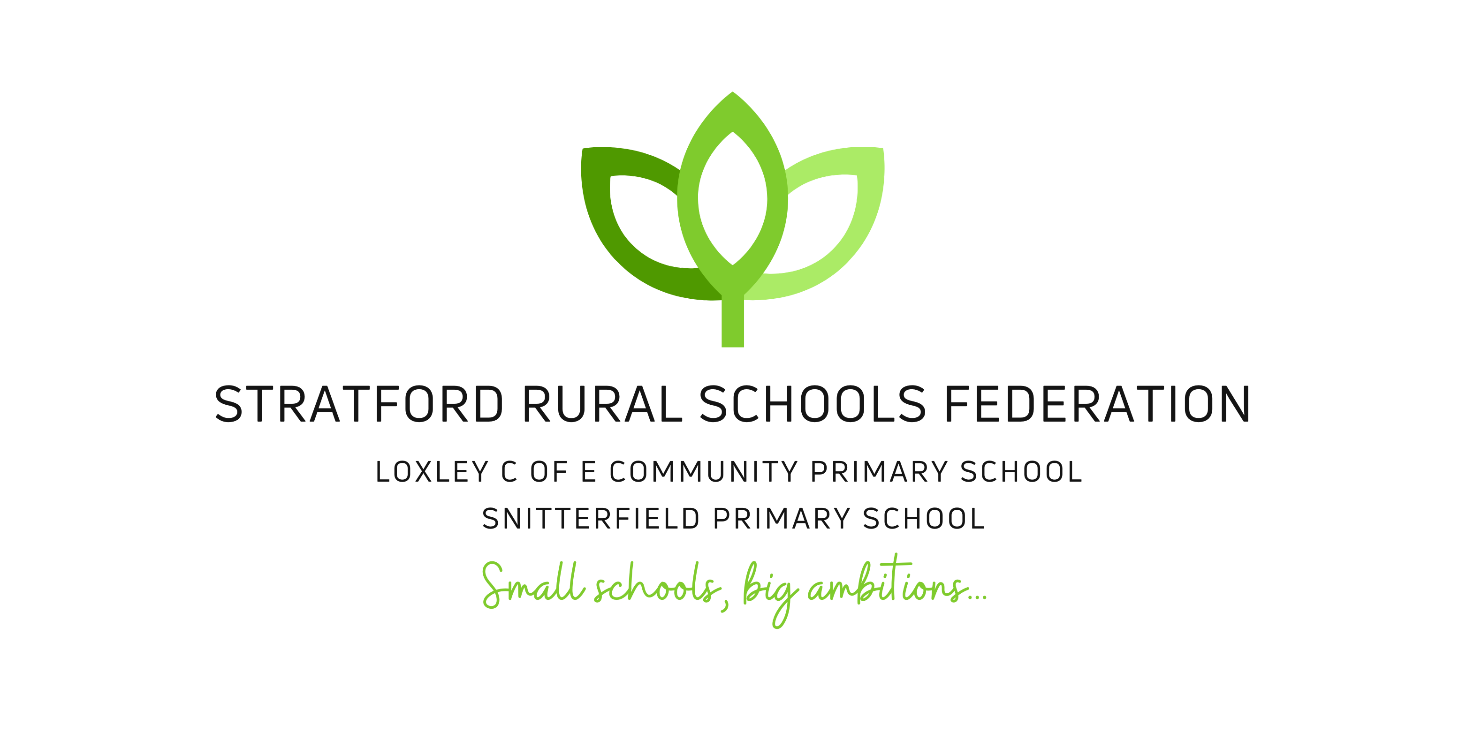 STRATFORD RURAL SCHOOLS FEDERATION
LOXLEY C OF E COMMUNITY PRIMARY SCHOOL
SNITTERFIELD PRIMARY SCHOOL
Small schools, big ambitions...